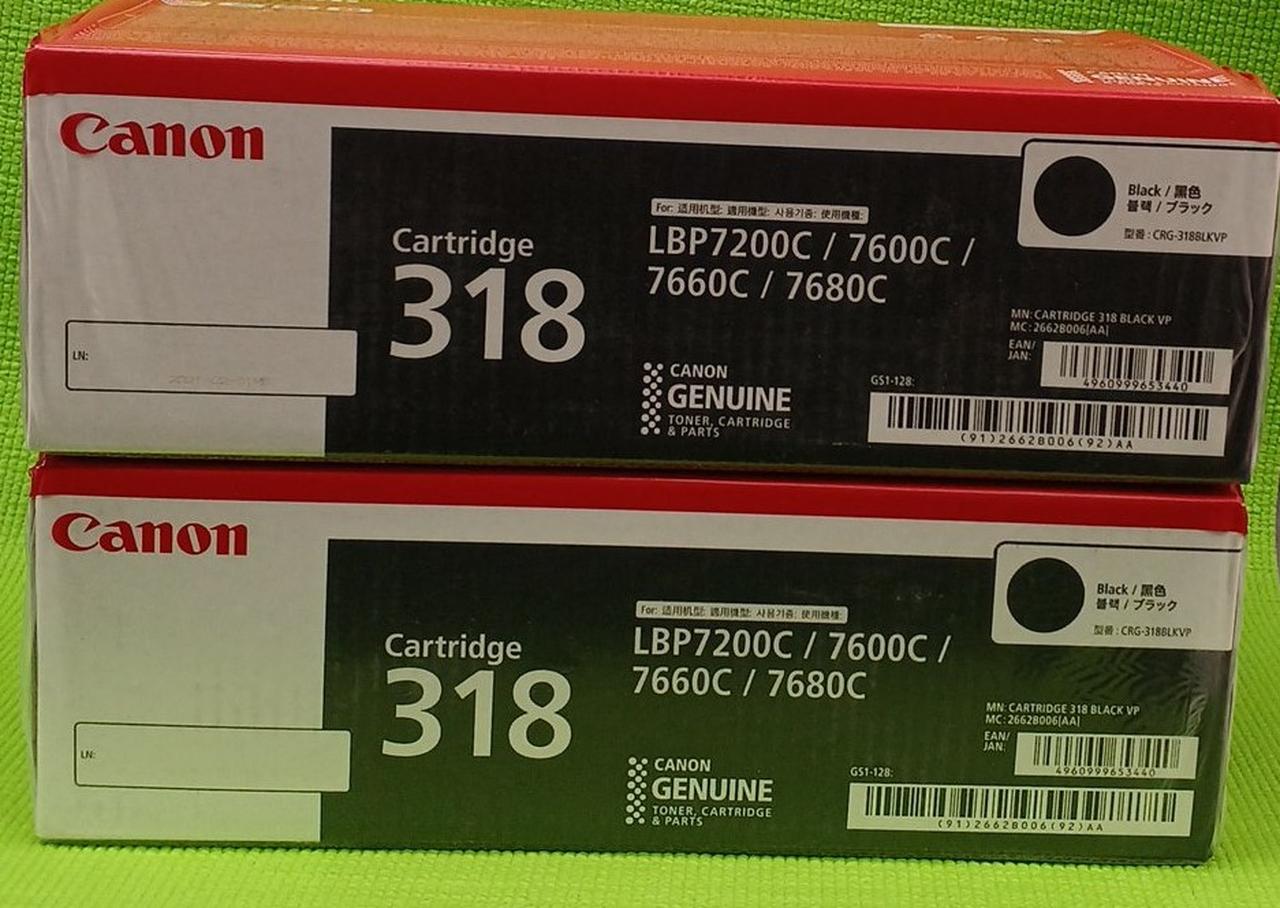 Canon
Cartridge
318
LN:
For: 适用机型: 適用機型: 사용기종: 使用機種:
LBP7200C / 7600C /
7660C / 7680C
CANON
GENUINE
TONER, CARTRIDGE
& PARTS
Black / 黑色
블랙 / ブラック
型番 : CRG-318BLKVP
MN: CARTRIDGE 318 BLACK VP
MC: 2662B006[AA]
EAN/
JAN:
4960999653440
GS1-128:
(91)2662B006(92)AA
Canon
Cartridge
318
LN:
For: 适用机型: 適用機型: 사용기종: 使用機種:
LBP7200C / 7600C /
7660C / 7680C
CANON
GENUINE
TONER, CARTRIDGE
& PARTS
Black / 黑色
블랙 / ブラック
型番 : CRG-318BLKVP
MN: CARTRIDGE 318 BLACK VP
MC: 2662B006[AA]
EAN/
JAN:
4960999653440
GS1-128:
(91)2662B006(92)AA